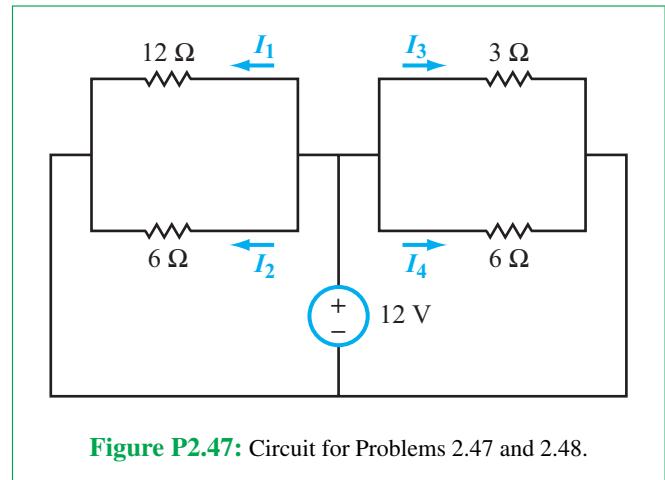 12 Ω I1 I3 3 Ω
6 Ω I2 I4 6 Ω
+
− 12 V
Figure P2.47: Circuit for Problems 2.47 and 2.48.